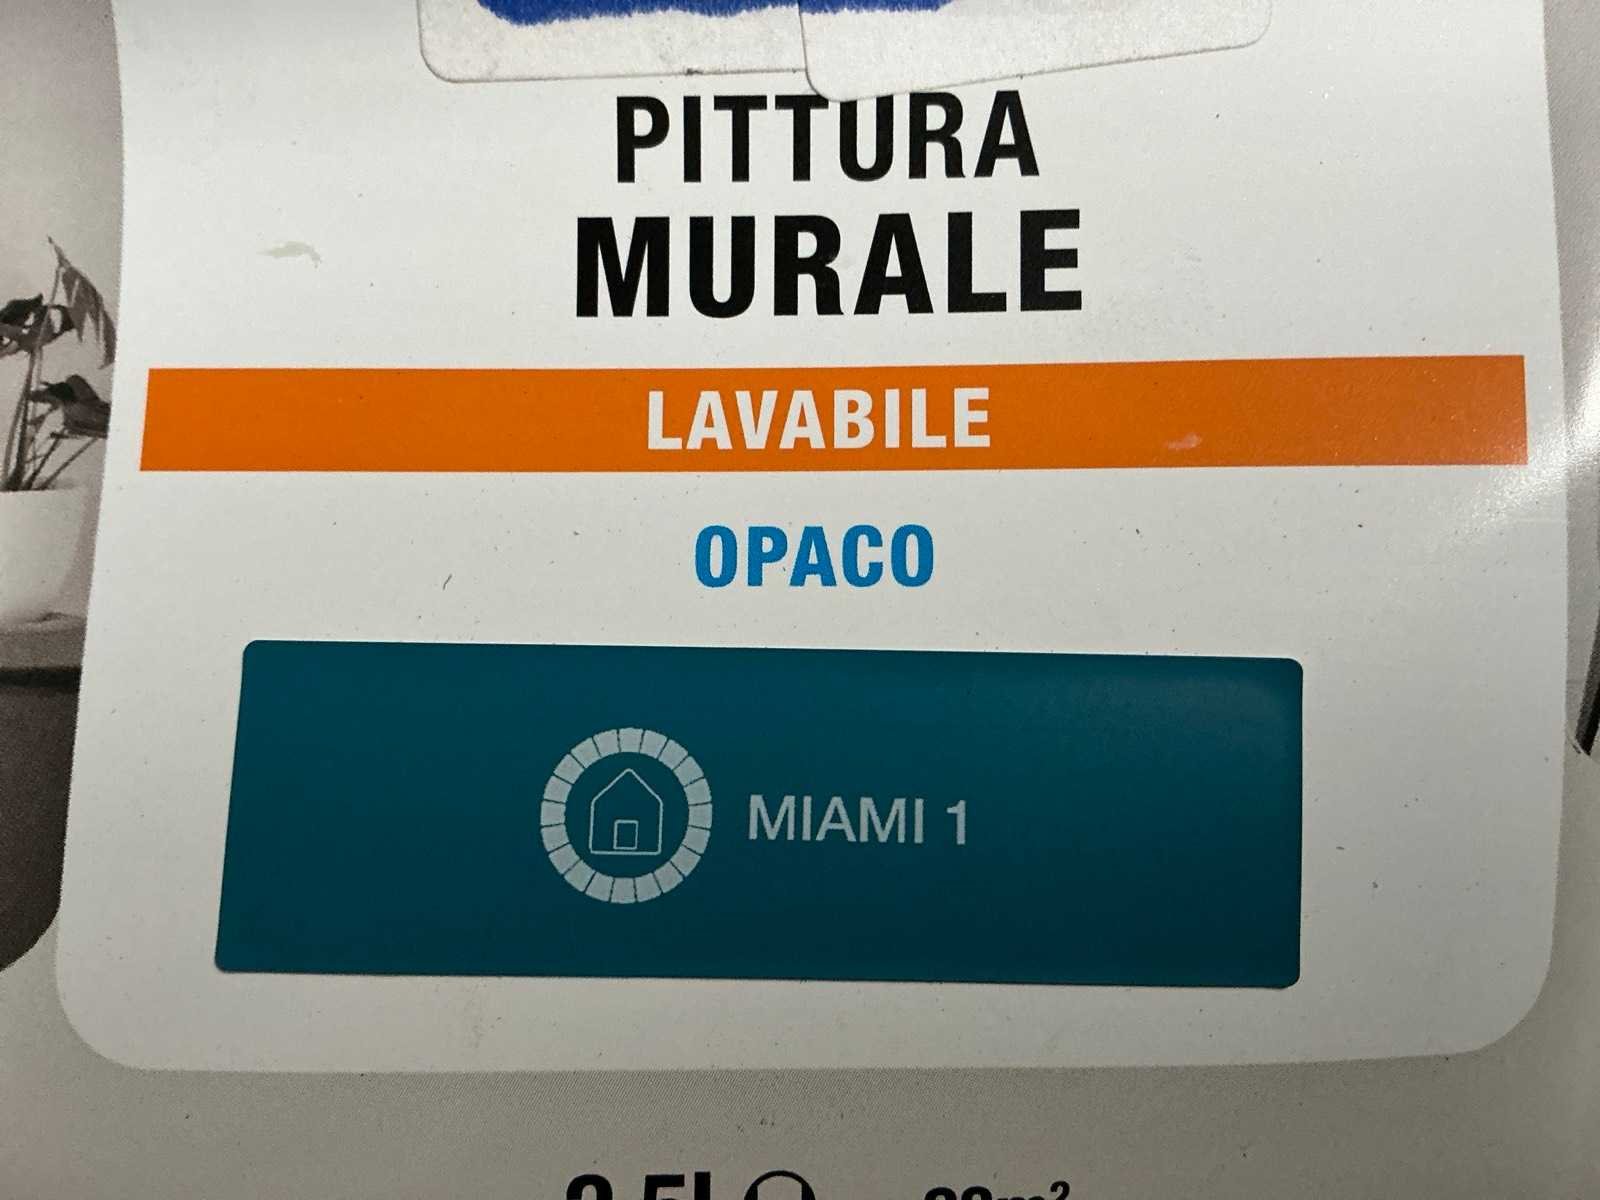 PITTURA
MURALE
LAVABILE
OPACO
MIAMI 1